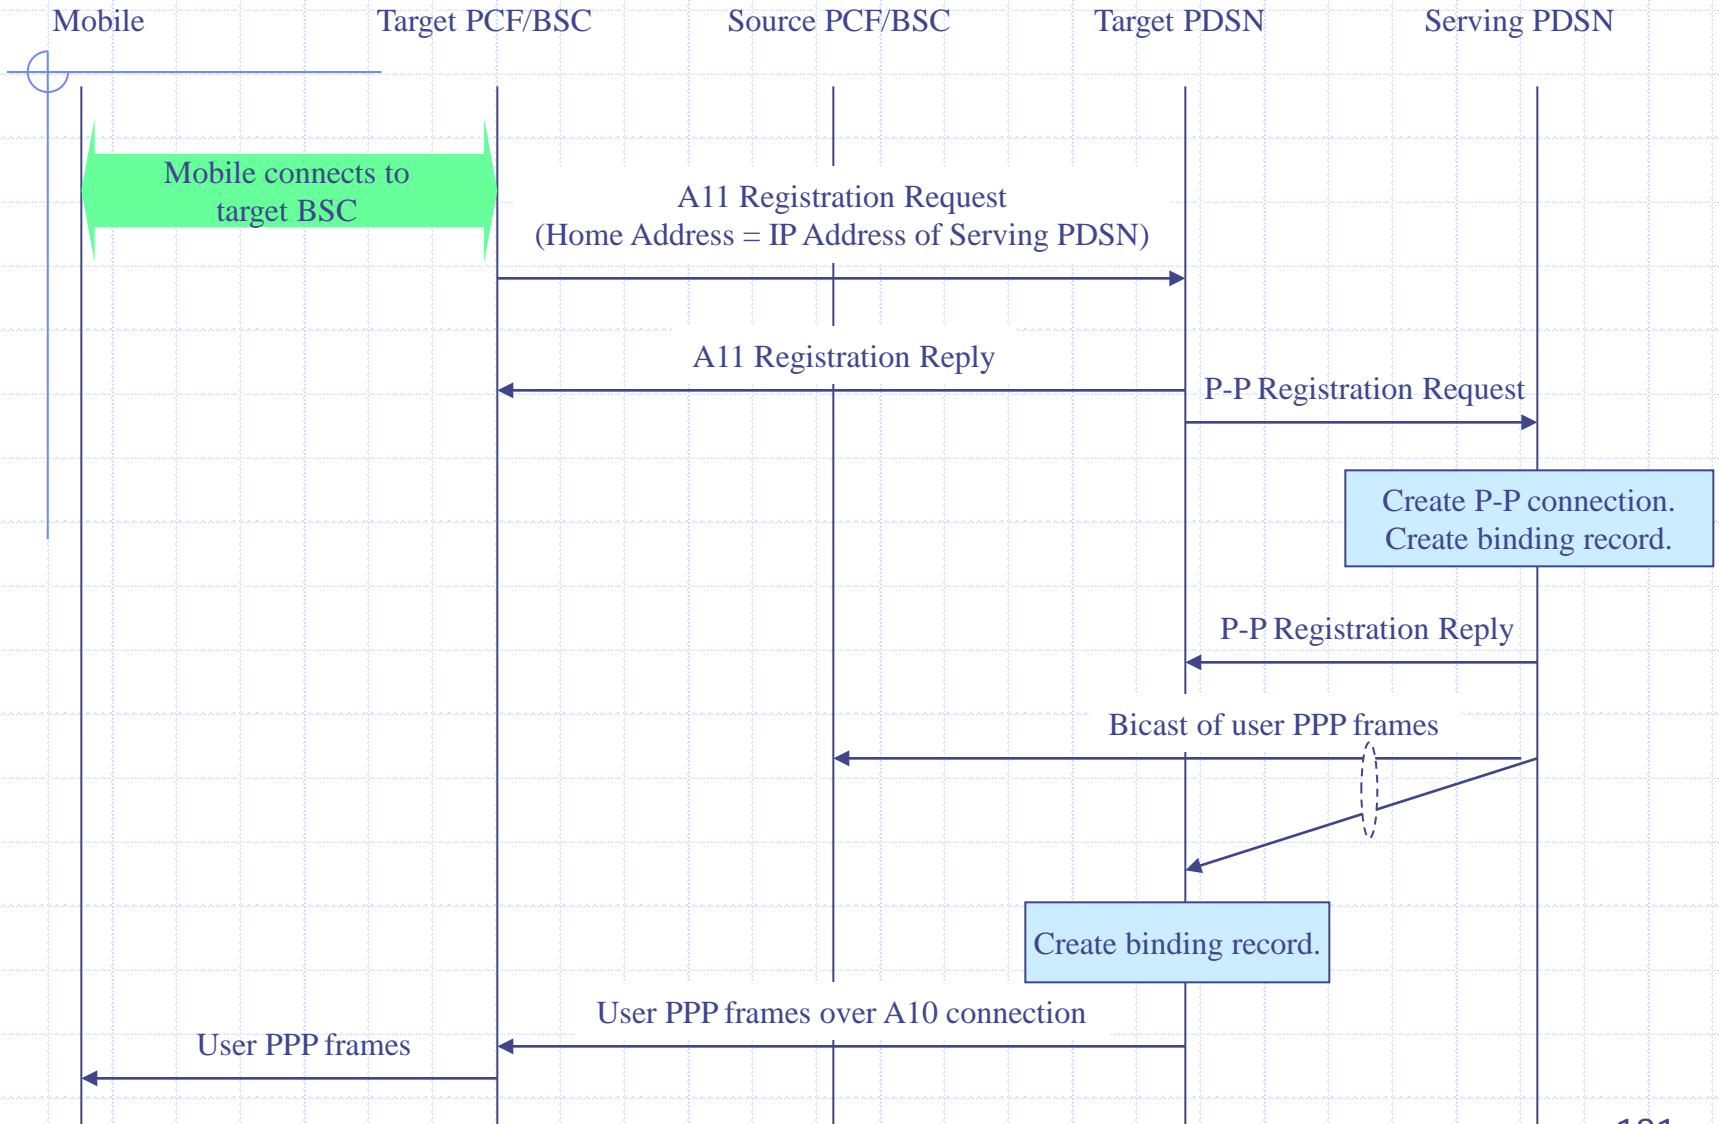 Mobile
Target PCF/BSC
Source PCF/BSC
Target PDSN
Serving PDSN
Mobile connects to
target BSC
A11 Registration Request
(Home Address = IP Address of Serving PDSN)
A11 Registration Reply
P-P Registration Request
Create P-P connection.
Create binding record.
P-P Registration Reply
Bicast of user PPP frames
Create binding record.
User PPP frames over A10 connection
User PPP frames